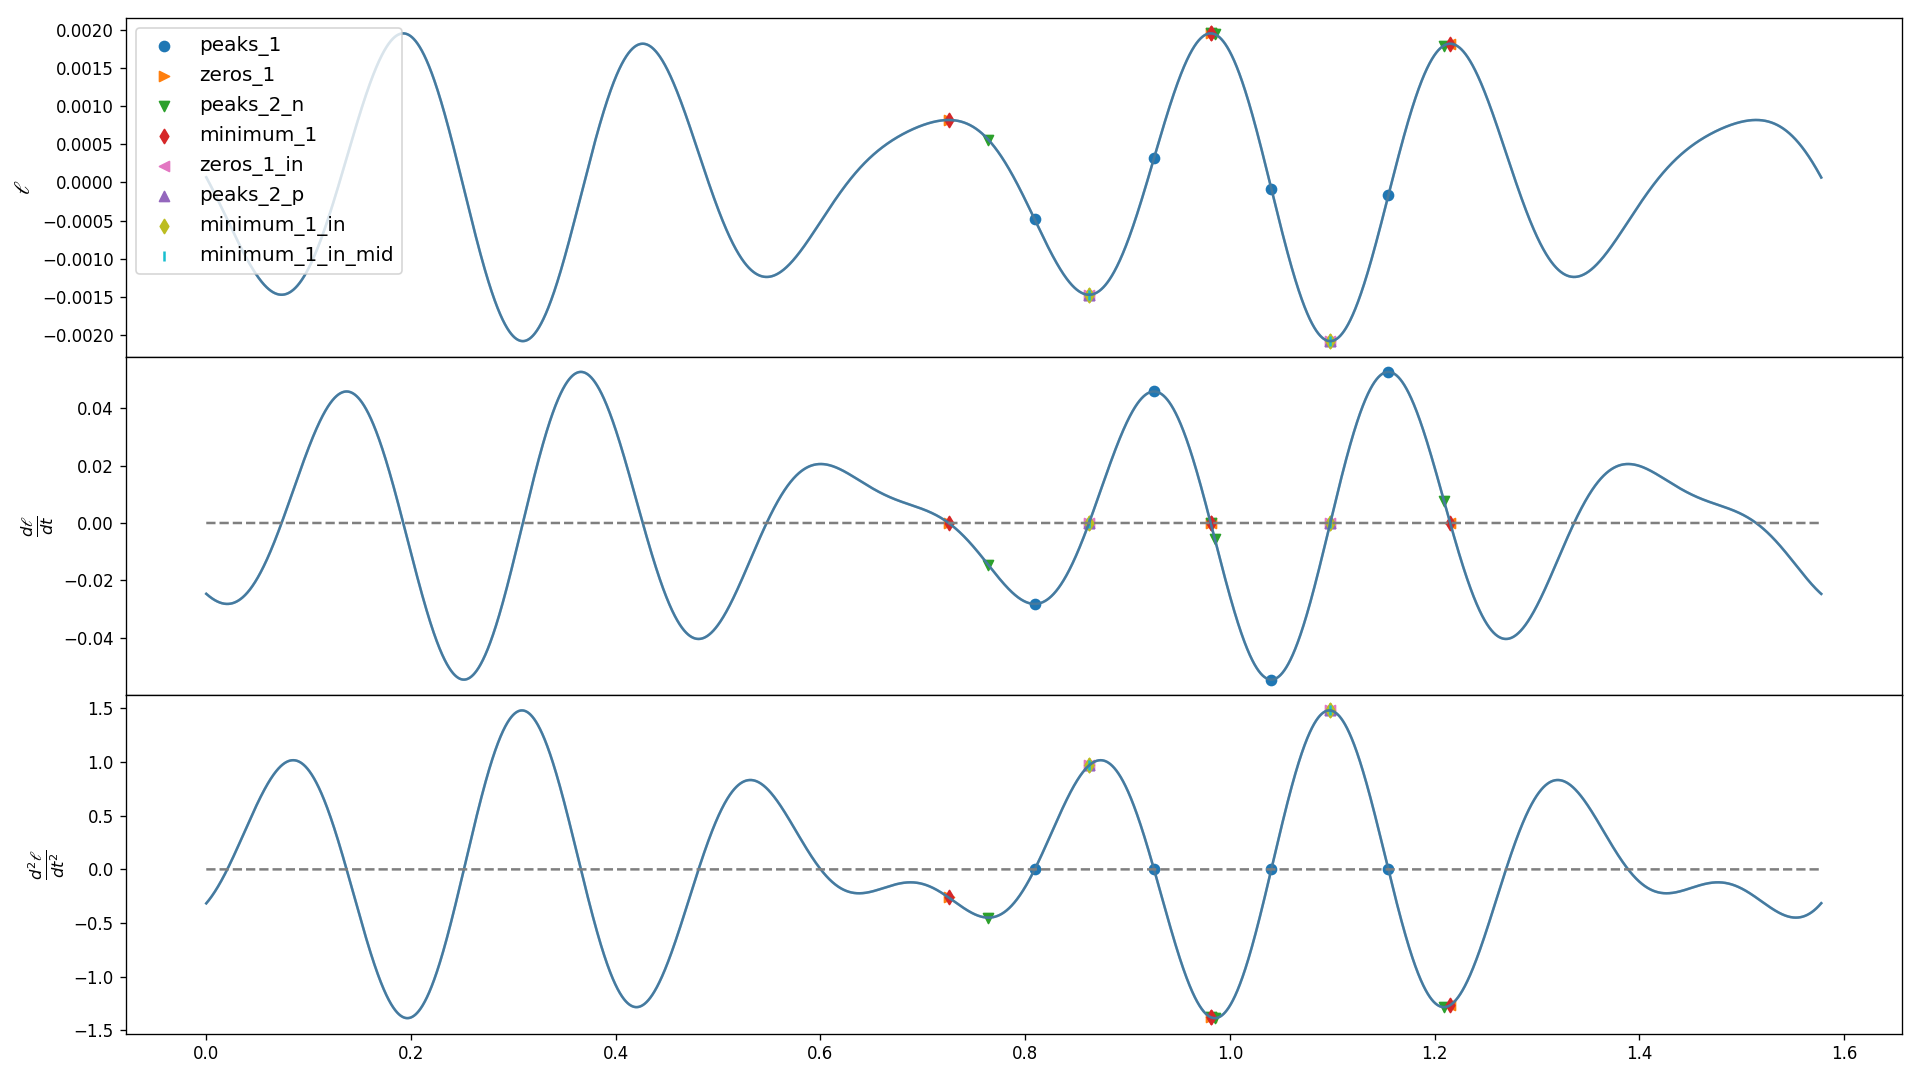 0.0020
0.0015
0.0010
0.0005
0.0000
−0.0005
−0.0010
−0.0015
−0.0020
ℓ
peaks_1
zeros_1
peaks_2_n
minimum_1
zeros_1_in
peaks_2_p
minimum_1_in
minimum_1_in_mid
0.04
0.02
0.00
−0.02
−0.04
dℓ
dt
1.5
1.0
0.5
0.0
−0.5
−1.0
−1.5
d²ℓ
dt²
0.0 0.2 0.4 0.6 0.8 1.0 1.2 1.4 1.6